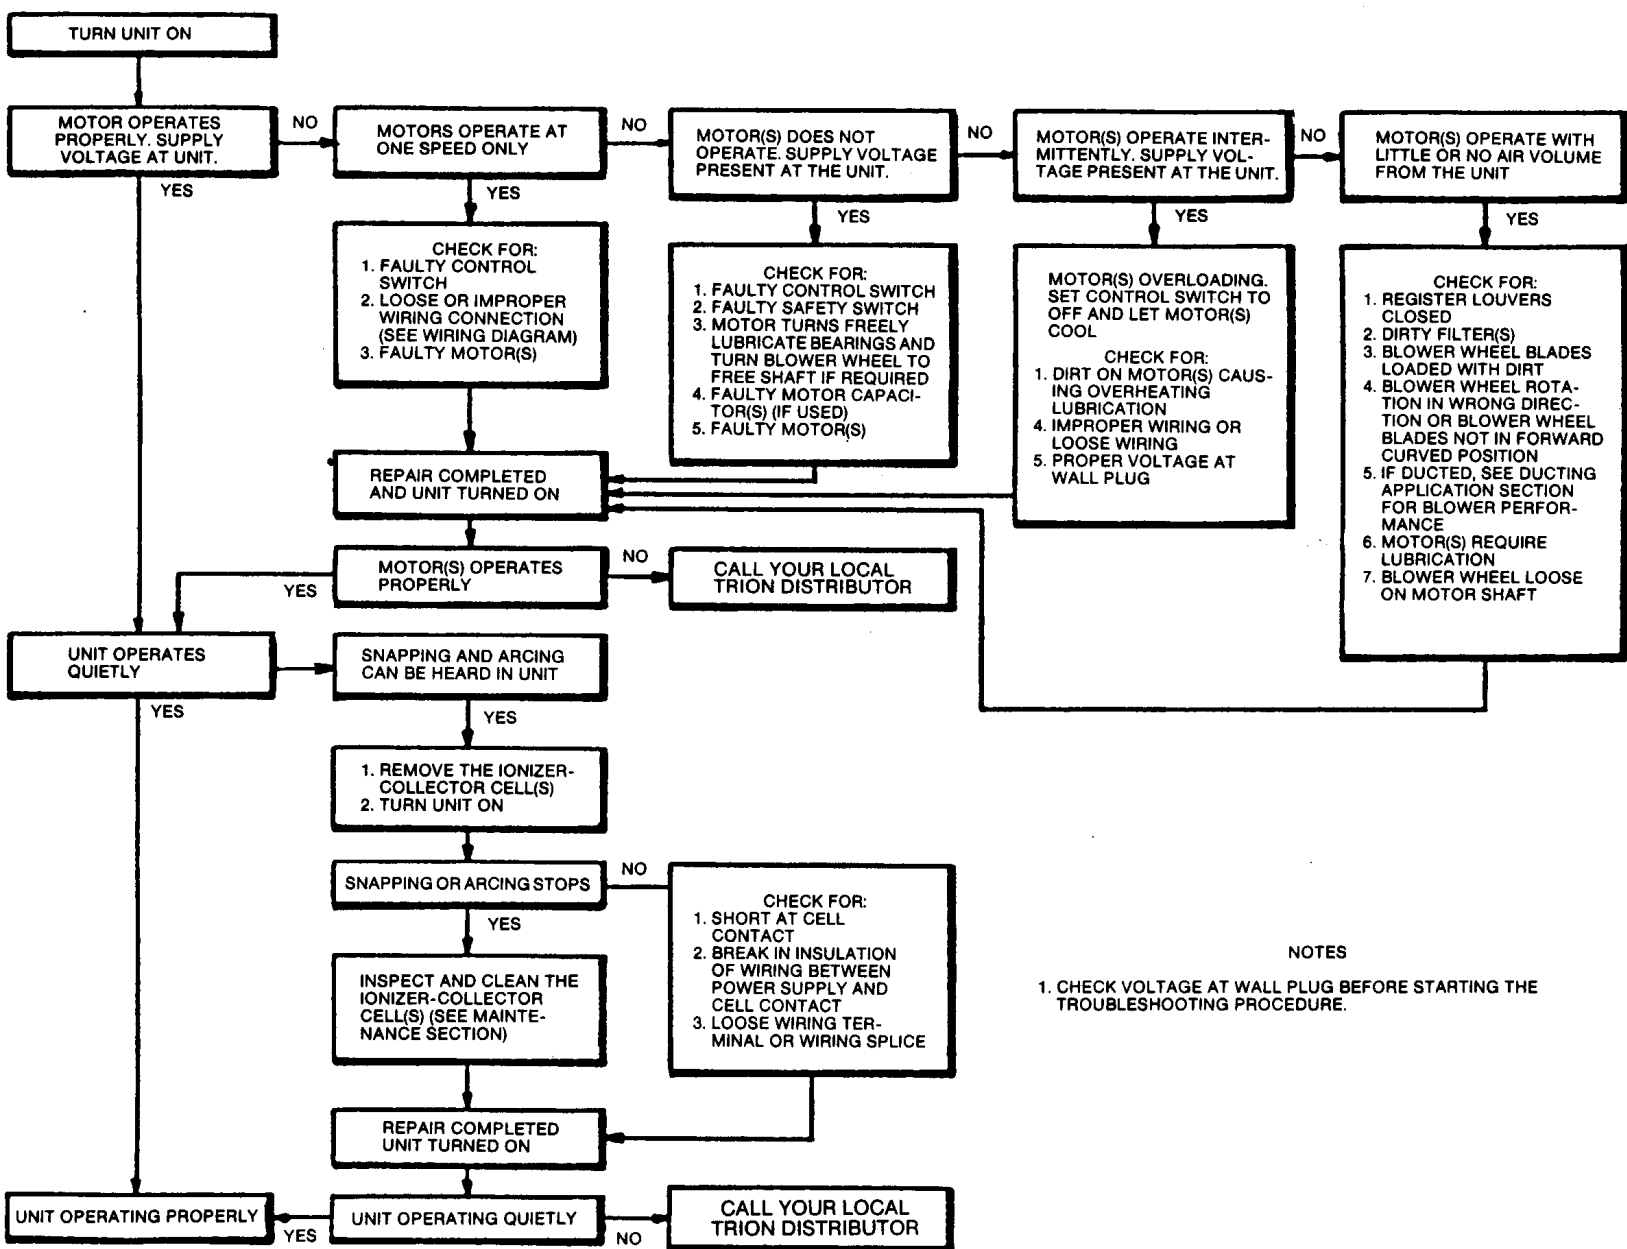 TURN UNIT ON
MOTOR OPERATES
PROPERLY. SUPPLY
VOLTAGE AT UNIT.
NO
YES
MOTORS OPERATE AT
ONE SPEED ONLY
NO
YES
MOTOR(S) DOES NOT
OPERATE. SUPPLY VOLTAGE
PRESENT AT THE UNIT.
NO
YES
MOTOR(S) OPERATE INTER-
MITTENTLY. SUPPLY VOL-
TAGE PRESENT AT THE UNIT.
NO
YES
MOTOR(S) OPERATE WITH
LITTLE OR NO AIR VOLUME
FROM THE UNIT
YES
CHECK FOR:
1. FAULTY CONTROL
SWITCH
2. LOOSE OR IMPROPER
WIRING CONNECTION
(SEE WIRING DIAGRAM)
3. FAULTY MOTOR(S)
CHECK FOR:
1. FAULTY CONTROL SWITCH
2. FAULTY SAFETY SWITCH
3. MOTOR TURNS FREELY
LUBRICATE BEARINGS AND
TURN BLOWER WHEEL TO
FREE SHAFT IF REQUIRED
4. FAULTY MOTOR CAPACI-
TOR(S) (IF USED)
5. FAULTY MOTOR(S)
MOTOR(S) OVERLOADING.
SET CONTROL SWITCH TO
OFF AND LET MOTOR(S)
COOL
CHECK FOR:
1. DIRT ON MOTOR(S) CAUS-
ING OVERHEATING
LUBRICATION
4. IMPROPER WIRING OR
LOOSE WIRING
5. PROPER VOLTAGE AT
WALL PLUG
CHECK FOR:
1. REGISTER LOUVERS
CLOSED
2. DIRTY FILTER(S)
3. BLOWER WHEEL BLADES
LOADED WITH DIRT
4. BLOWER WHEEL ROTA-
TION IN WRONG DIREC-
TION OR BLOWER WHEEL
BLADES NOT IN FORWARD
CURVED POSITION
5. IF DUCTED, SEE DUCTING
APPLICATION SECTION
FOR BLOWER PERFOR-
MANCE
6. MOTOR(S) REQUIRE
LUBRICATION
7. BLOWER WHEEL LOOSE
ON MOTOR SHAFT
REPAIR COMPLETED
AND UNIT TURNED ON
MOTOR(S) OPERATES
PROPERLY
YES
NO
CALL YOUR LOCAL
TRION DISTRIBUTOR
UNIT OPERATES
QUIETLY
YES
SNAPPING AND ARCING
CAN BE HEARD IN UNIT
YES
1. REMOVE THE IONIZER-
COLLECTOR CELL(S)
2. TURN UNIT ON
SNAPPING OR ARCING STOPS
NO
YES
CHECK FOR:
1. SHORT AT CELL
CONTACT
2. BREAK IN INSULATION
OF WIRING BETWEEN
POWER SUPPLY AND
CELL CONTACT
3. LOOSE WIRING TER-
MINAL OR WIRING SPLICE
INSPECT AND CLEAN THE
IONIZER-COLLECTOR
CELL(S) (SEE MAINTE-
NANCE SECTION)
NOTES
1. CHECK VOLTAGE AT WALL PLUG BEFORE STARTING THE
TROUBLESHOOTING PROCEDURE.
REPAIR COMPLETED
UNIT TURNED ON
UNIT OPERATING PROPERLY
YES
UNIT OPERATING QUIETLY
NO
CALL YOUR LOCAL
TRION DISTRIBUTOR